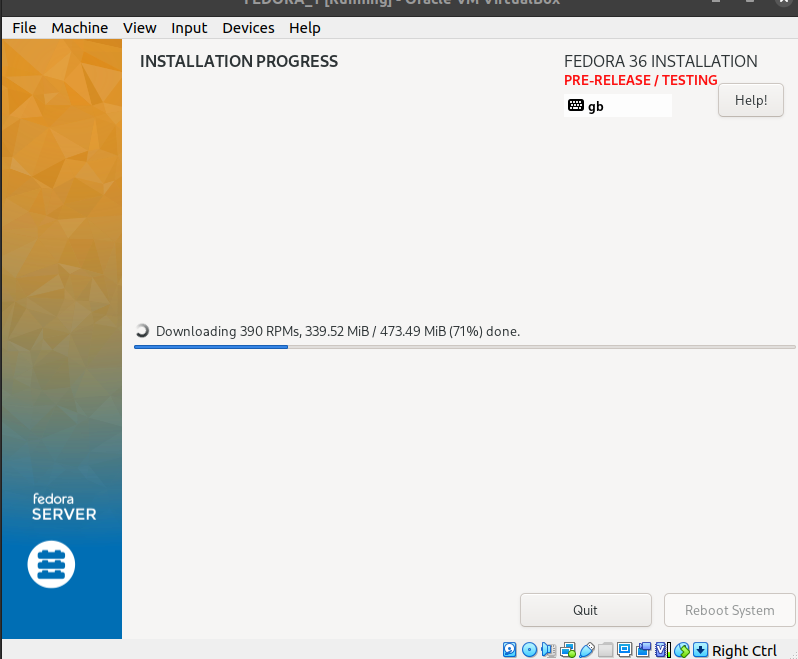 FEDORA_1 [Running] - Oracle VM VirtualBox
File Machine View Input Devices Help
INSTALLATION PROGRESS
FEDORA 36 INSTALLATION
PRE-RELEASE / TESTING
gb
Help!
Downloading 390 RPMs, 339.52 MiB / 473.49 MiB (71%) done.
fedora
SERVER
Quit
Reboot System
Right Ctrl